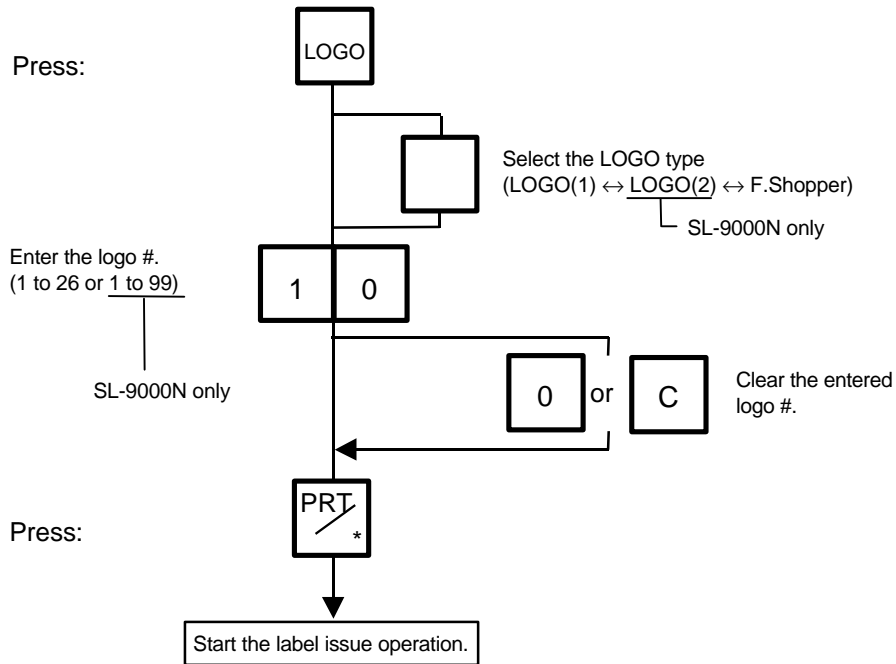 LOGO
Press:
Select the LOGO type
(LOGO(1) ↔ LOGO(2) ↔ F.Shopper)
SL-9000N only
Enter the logo #.
(1 to 26 or 1 to 99)
1 0
SL-9000N only
0 or C
Clear the entered
logo #.
PRT
*
Press:
Start the label issue operation.